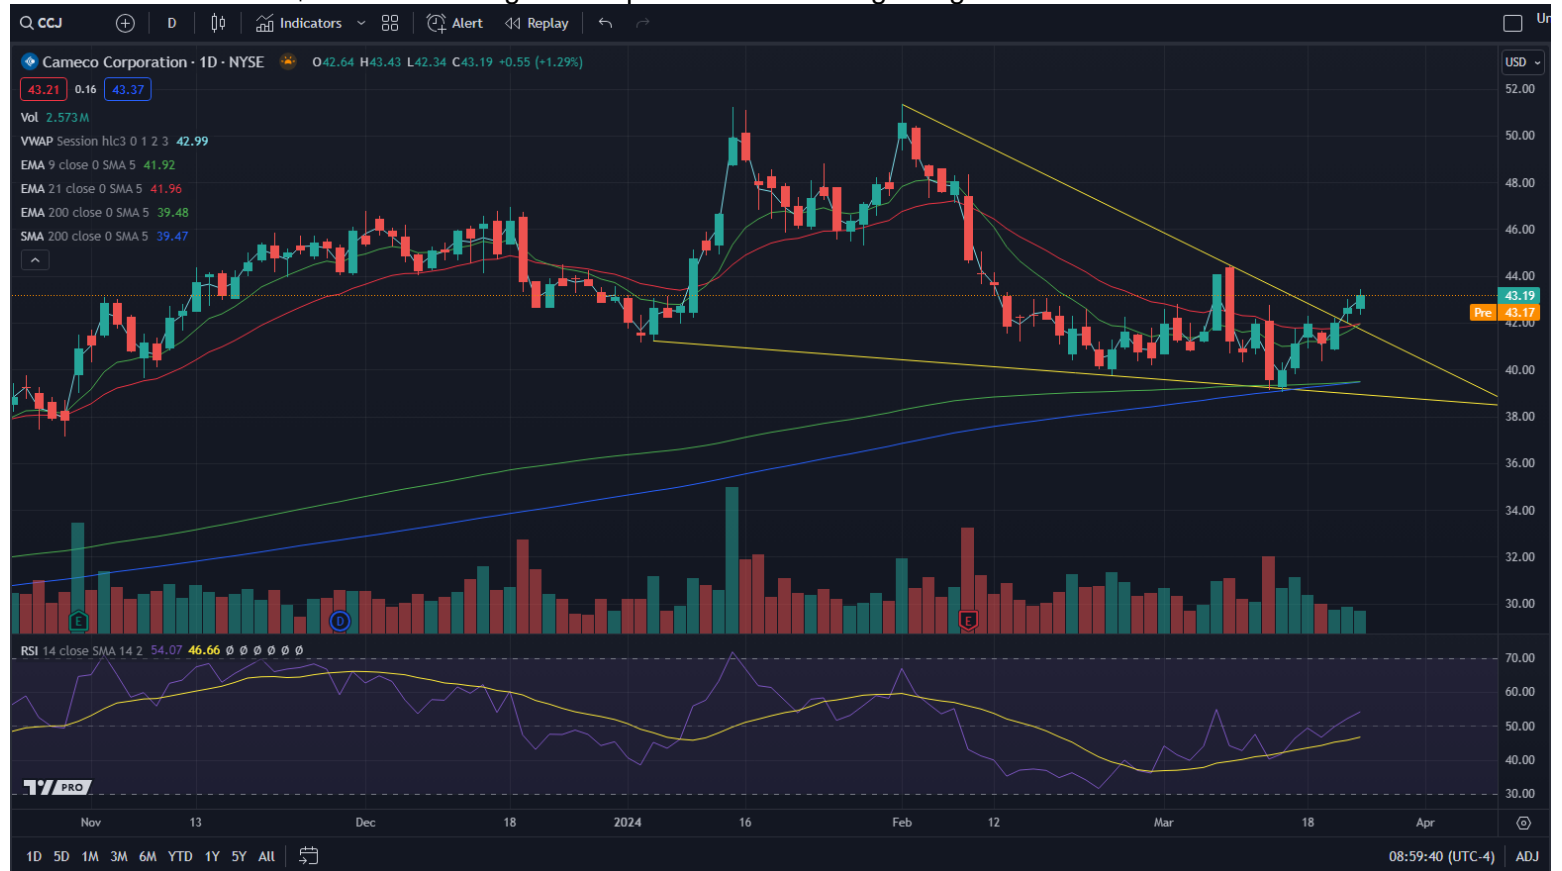 CCJ D Indicators Alert Replay Un
Cameco Corporation · 1D · NYSE O42.64 H43.43 L42.34 C43.19 +0.55 (+1.29%) USD
43.21 0.16 43.37
Vol 2.573M
VWAP Session hlc3 0 1 2 3 42.99
EMA 9 close 0 SMA 5 41.92
EMA 21 close 0 SMA 5 41.96
EMA 200 close 0 SMA 5 39.48
SMA 200 close 0 SMA 5 39.47
52.00
50.00
48.00
46.00
44.00
43.19
Pre 43.17
42.00
40.00
38.00
36.00
34.00
32.00
30.00
E D E
RSI 14 close SMA 14 2 54.07 46.66 Ø Ø Ø Ø Ø Ø
70.00
60.00
50.00
40.00
30.00
PRO
Nov 13 Dec 18 2024 16 Feb 12 Mar 18 Apr
1D 5D 1M 3M 6M YTD 1Y 5Y All 08:59:40 (UTC-4) ADJ